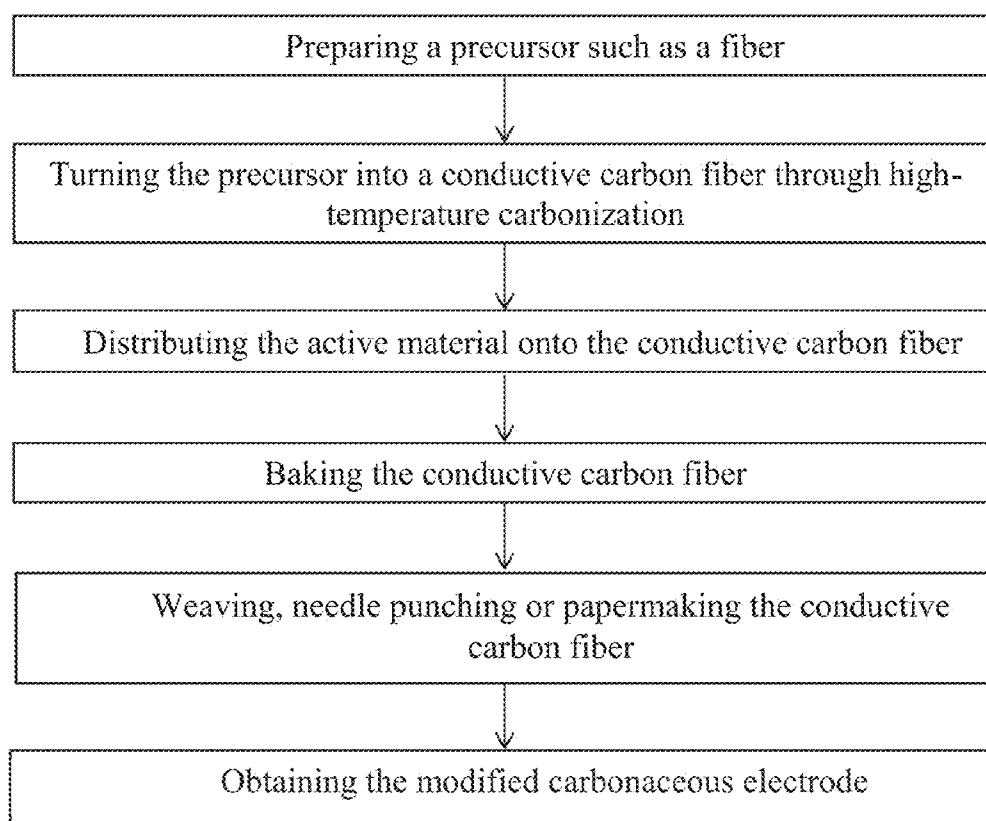 Preparing a precursor such as a fiber
Turning the precursor into a conductive carbon fiber through high-
temperature carbonization
Distributing the active material onto the conductive carbon fiber
Baking the conductive carbon fiber
Weaving, needle punching or papermaking the conductive
carbon fiber
Obtaining the modified carbonaceous electrode